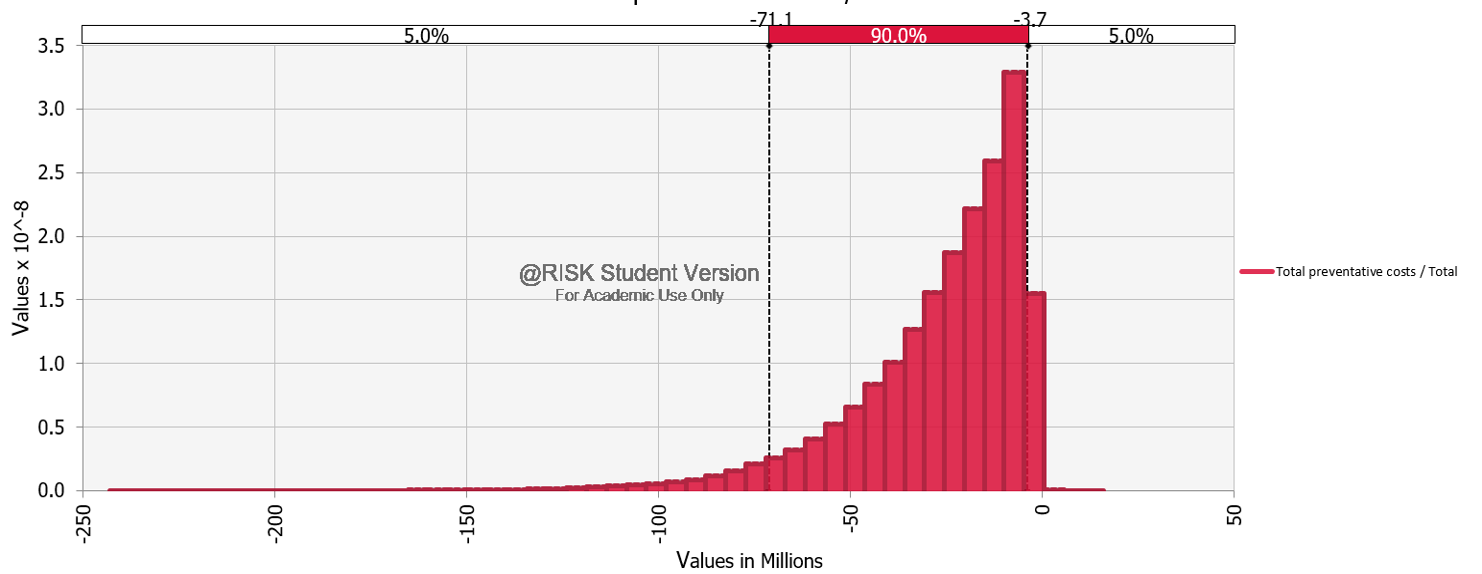 -71.1 -3.7
5.0% 90.0% 5.0%
3.5
3.0
2.5
2.0
1.5
1.0
0.5
0.0
Values x 10^-8
@RISK Student Version
For Academic Use Only
Total preventative costs / Total
-250 -200 -150 -100 -50 0 50
Values in Millions